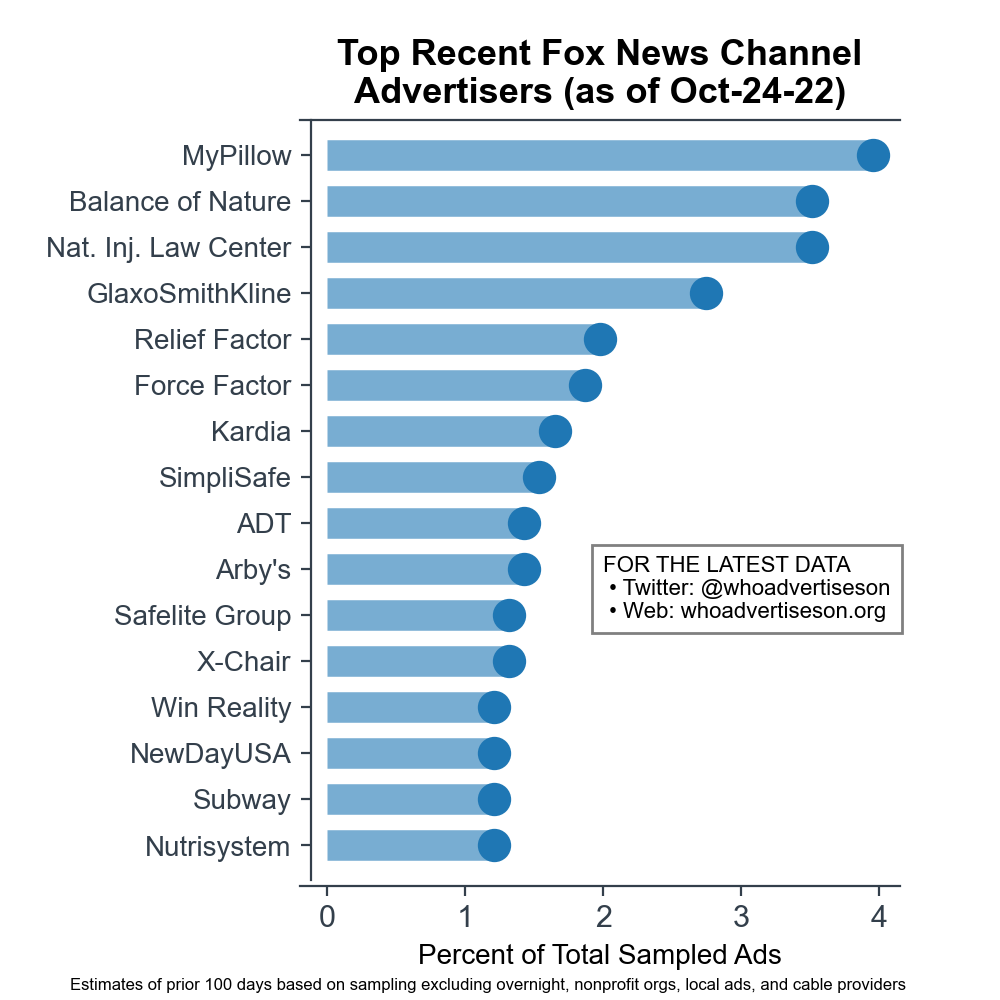 Top Recent Fox News Channel
Advertisers (as of Oct-24-22)
MyPillow
Balance of Nature
Nat. Inj. Law Center
GlaxoSmithKline
Relief Factor
Force Factor
Kardia
SimpliSafe
ADT
Arby's
Safelite Group
X-Chair
Win Reality
NewDayUSA
Subway
Nutrisystem
FOR THE LATEST DATA
• Twitter: @whoadvertiseson
• Web: whoadvertiseson.org
0 1 2 3 4
Percent of Total Sampled Ads
Estimates of prior 100 days based on sampling excluding overnight, nonprofit orgs, local ads, and cable providers